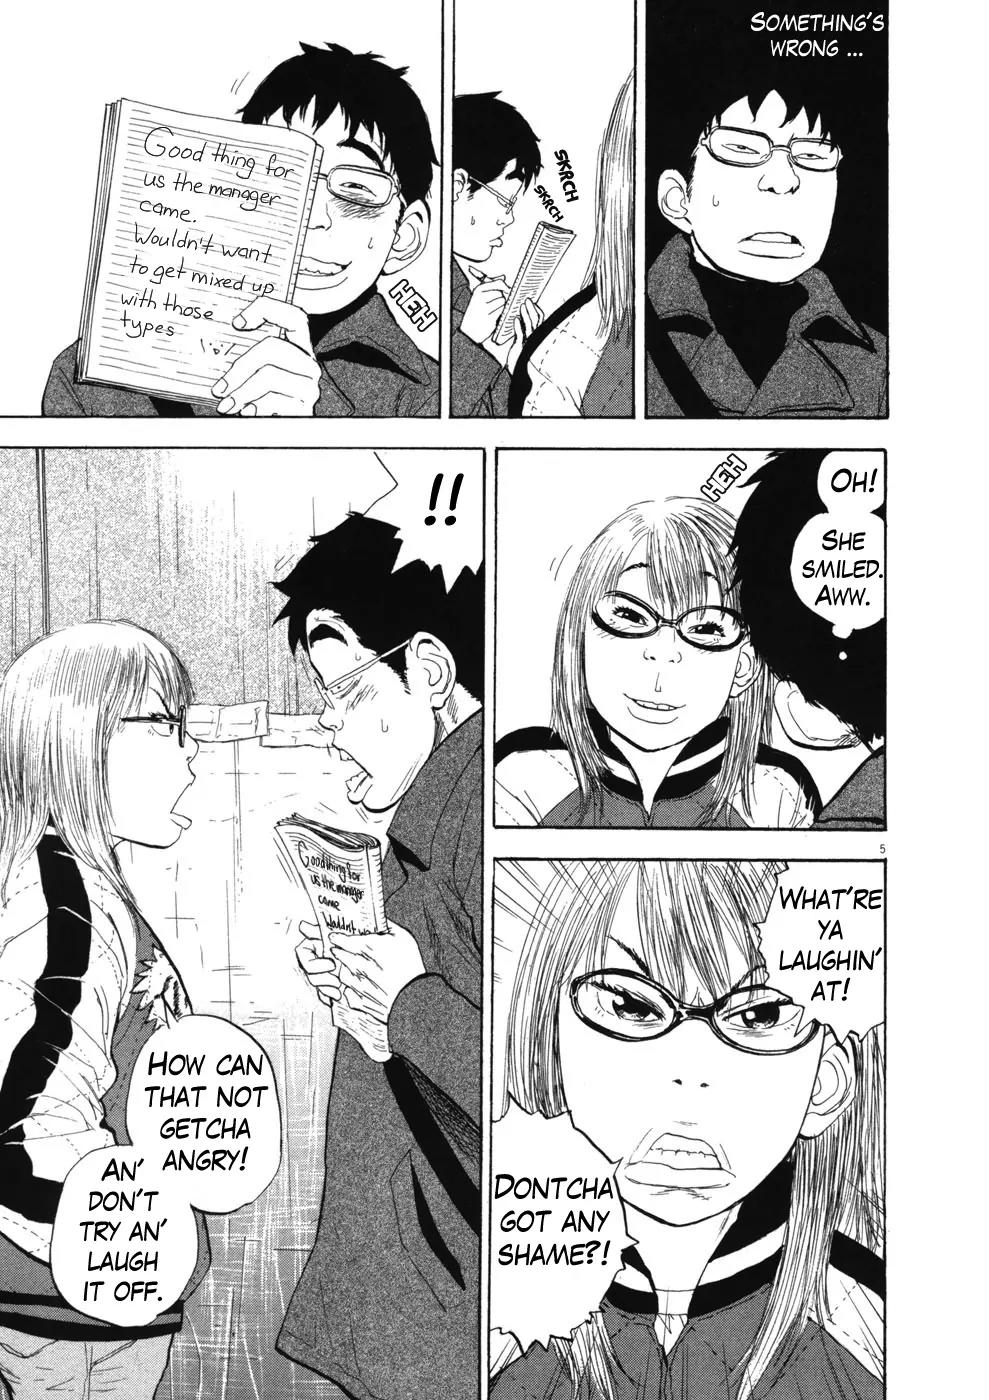 SOMETHING'S
WRONG ...
SKRCH
SKRCH
Good thing for
us the manager
came.
Wouldn't want
to get mixed up
with those
types
HEH
HEH
OH!
SHE
SMILED.
AWW.
5
WHAT'RE
YA
LAUGHIN'
AT!
DONTCHA
GOT ANY
SHAME?!
!!
Good thing for
us the manager
came
Wouldn't wa
HOW CAN
THAT NOT
GETCHA
ANGRY!
AN'
DON'T
TRY AN'
LAUGH
IT OFF.